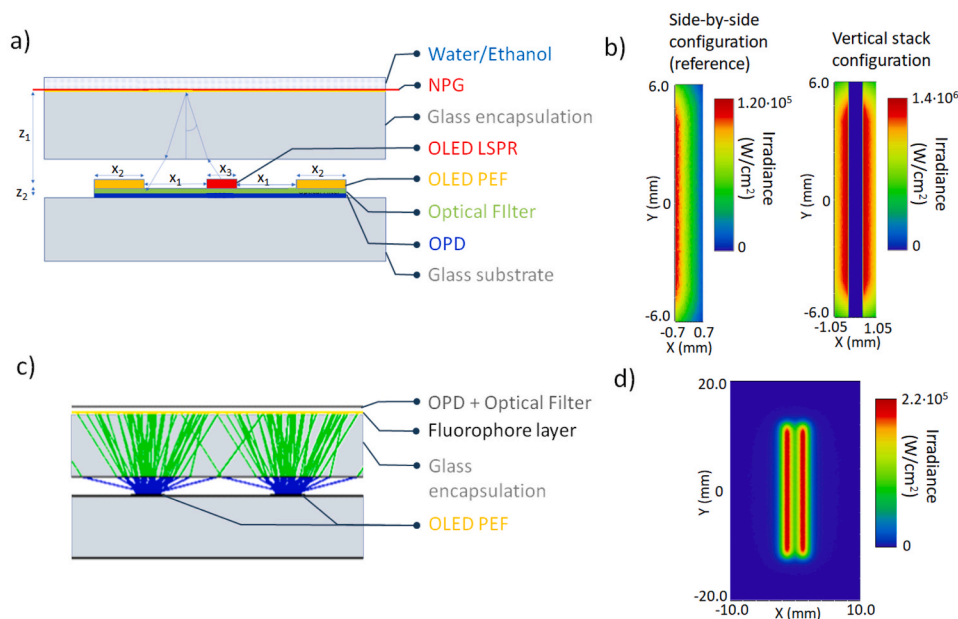 a)
Water/Ethanol
NPG
Glass encapsulation
OLED LSPR
OLED PEF
Optical FIlter
OPD
Glass substrate
z1
z2
x2
x1
x3
x1
x2
b)
Side-by-side
configuration
(reference)
Vertical stack
configuration
6.0
Y (mm)
0
-6.0
-0.7 0.7
X (mm)
1.20·10⁵
Irradiance
(W/cm²)
0
6.0
Y (mm)
0
-6.0
-1.05 1.05
X (mm)
1.4·10⁶
Irradiance
(W/cm²)
0
c)
OPD + Optical Filter
Fluorophore layer
Glass
encapsulation
OLED PEF
d)
20.0
Y (mm)
0
-20.0
-10.0 10.0
X (mm)
2.2·10⁵
Irradiance
(W/cm²)
0